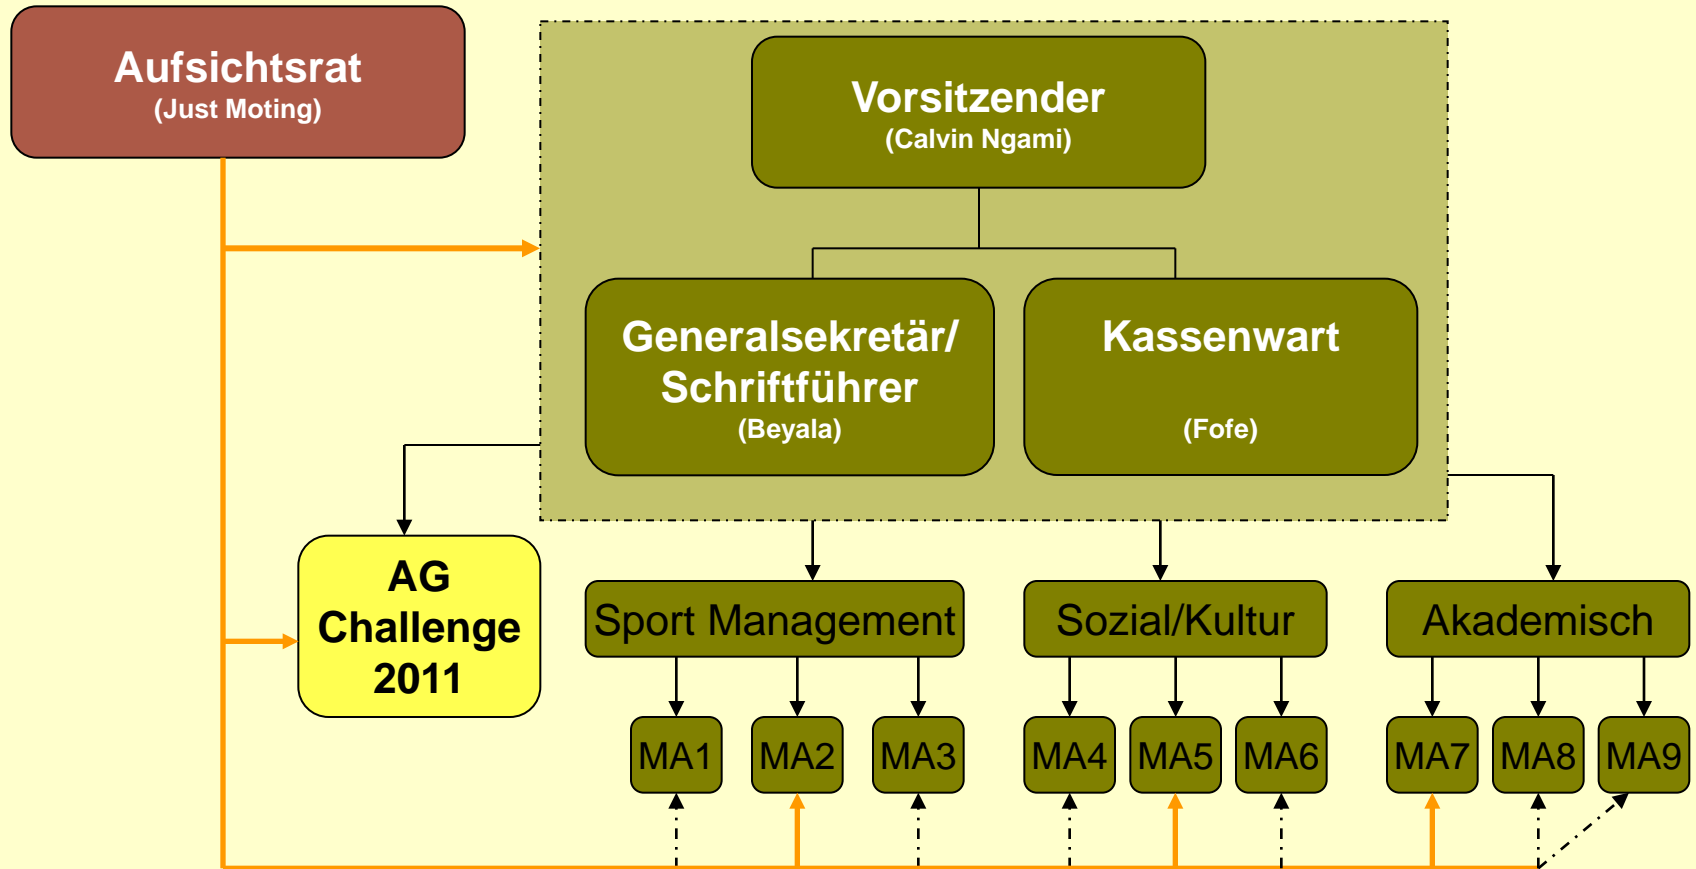 Aufsichtsrat
(Just Moting)
Vorsitzender
(Calvin Ngami)
Generalsekretär/
Schriftführer
(Beyala)
Kassenwart
(Fofe)
AG
Challenge
2011
Sport Management
Sozial/Kultur
Akademisch
MA1
MA2
MA3
MA4
MA5
MA6
MA7
MA8
MA9